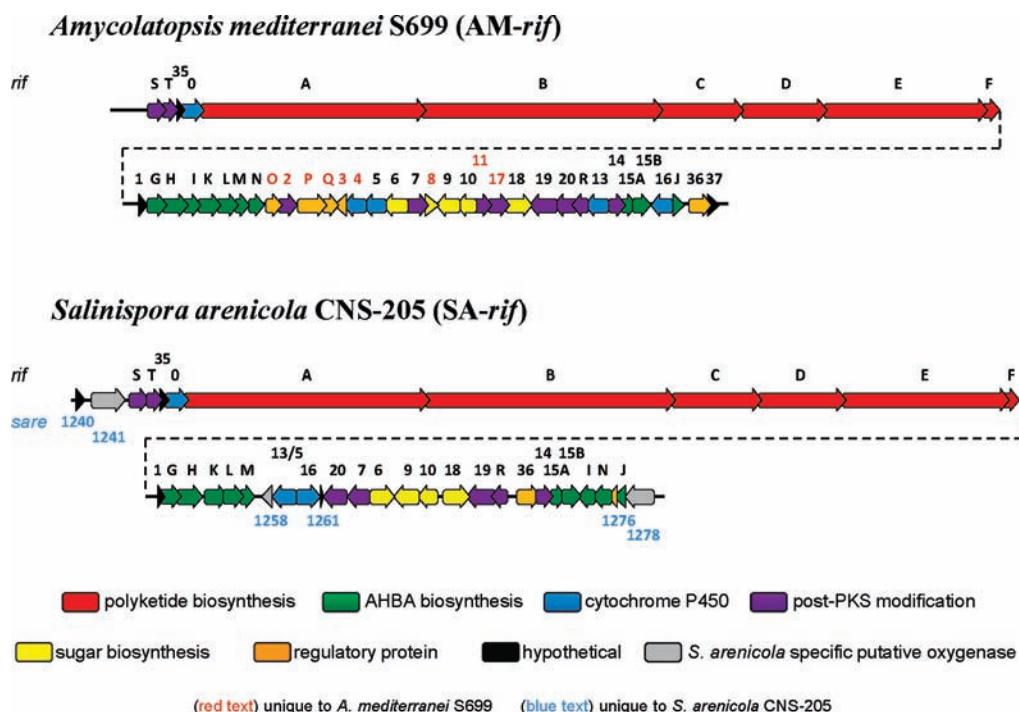 Amycolatopsis mediterranei S699 (AM-rif)
35
rif S T 0 A B C D E F
11 14 15B
1 G H I K L M N O 2 P Q 3 4 5 6 7 8 9 10 17 18 19 20 R 13 15A 16 J 36 37
Salinispora arenicola CNS-205 (SA-rif)
35
rif S T 0 A B C D E F
sare 1240
1241
13/5 14 15B
1 G H K L M 16 20 7 6 9 10 18 19 R 36 15A I N J
1258 1261 1276
1278
polyketide biosynthesis AHBA biosynthesis cytochrome P450 post-PKS modification
sugar biosynthesis regulatory protein hypothetical S. arenicola specific putative oxygenase
(red text) unique to A. mediterranei S699 (blue text) unique to S. arenicola CNS-205